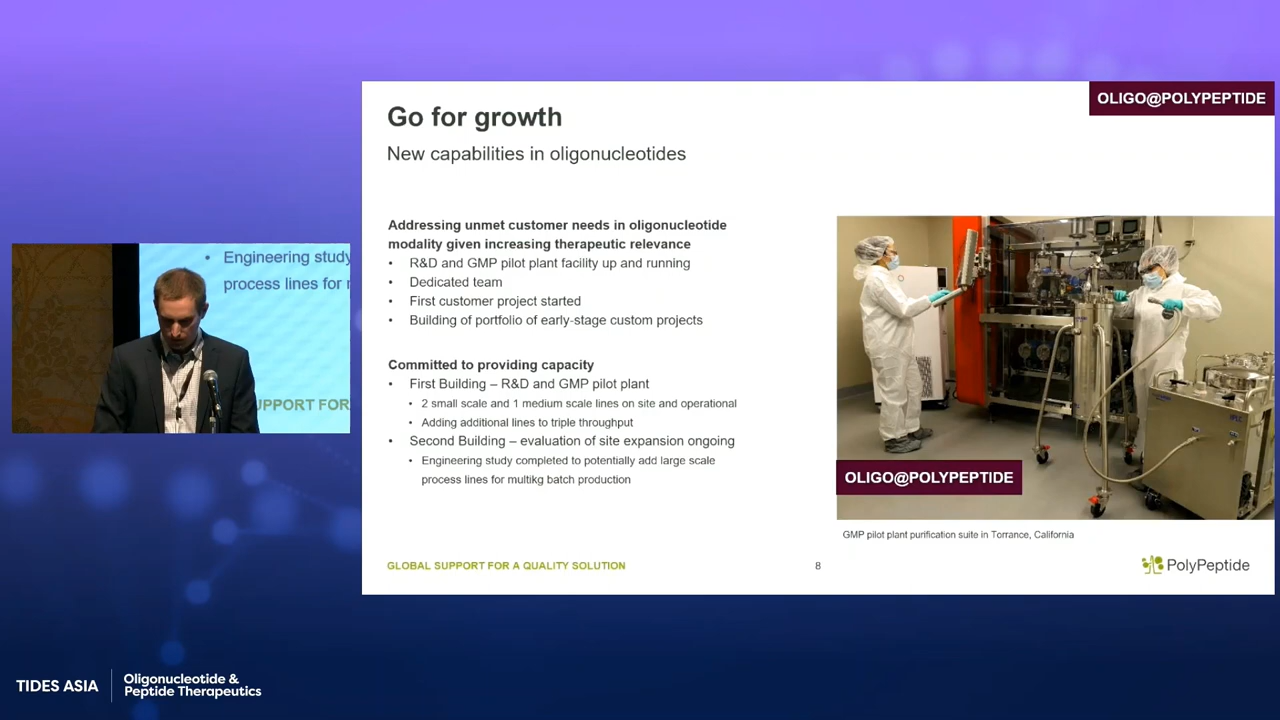 OLIGO@POLYPEPTIDE
Go for growth
New capabilities in oligonucleotides
Addressing unmet customer needs in oligonucleotide
modality given increasing therapeutic relevance
• R&D and GMP pilot plant facility up and running
• Dedicated team
• First customer project started
• Building of portfolio of early-stage custom projects
Committed to providing capacity
• First Building – R&D and GMP pilot plant
• 2 small scale and 1 medium scale lines on site and operational
• Adding additional lines to triple throughput
• Second Building – evaluation of site expansion ongoing
• Engineering study completed to potentially add large scale
process lines for multikg batch production
OLIGO@POLYPEPTIDE
GMP pilot plant purification suite in Torrance, California
GLOBAL SUPPORT FOR A QUALITY SOLUTION
8
PolyPeptide
• Engineering study
process lines for
UPPORT FOR
TIDES ASIA
Oligonucleotide &
Peptide Therapeutics